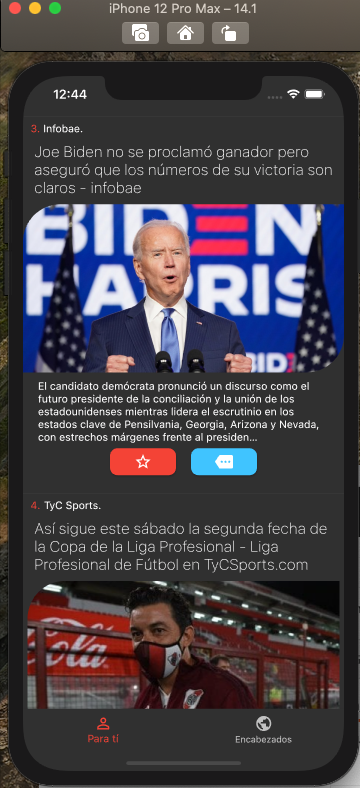 iPhone 12 Pro Max – 14.1
12:44
3. Infobae.
Joe Biden no se proclamó ganador pero
aseguró que los números de su victoria son
claros - infobae
BIDEN
HARRIS
BID
El candidato demócrata pronunció un discurso como el
futuro presidente de la conciliación y la unión de los
estadounidenses mientras lidera el escrutinio en los
estados clave de Pensilvania, Georgia, Arizona y Nevada,
con estrechos márgenes frente al presiden...
4. TyC Sports.
Así sigue este sábado la segunda fecha de
la Copa de la Liga Profesional - Liga
Profesional de Fútbol en TyCSports.com
Coca
Para tí
Encabezados